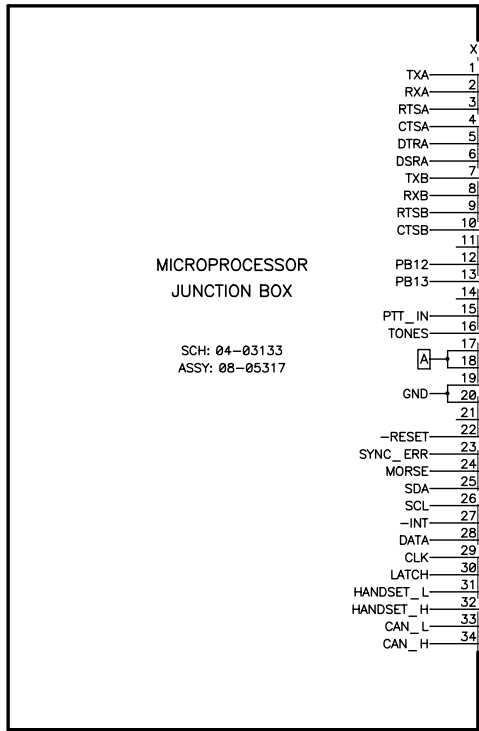 X
TXA 1
RXA 2
RTSA 3
CTSA 4
DTRA 5
DSRA 6
TXB 7
RXB 8
RTSB 9
CTSB 10
11
PB12 12
PB13 13
14
PTT_IN 15
TONES 16
17
A 18
19
GND 20
21
-RESET 22
SYNC_ERR 23
MORSE 24
SDA 25
SCL 26
-INT 27
DATA 28
CLK 29
LATCH 30
HANDSET_L 31
HANDSET_H 32
CAN_L 33
CAN_H 34
MICROPROCESSOR
JUNCTION BOX
SCH: 04-03133
ASSY: 08-05317